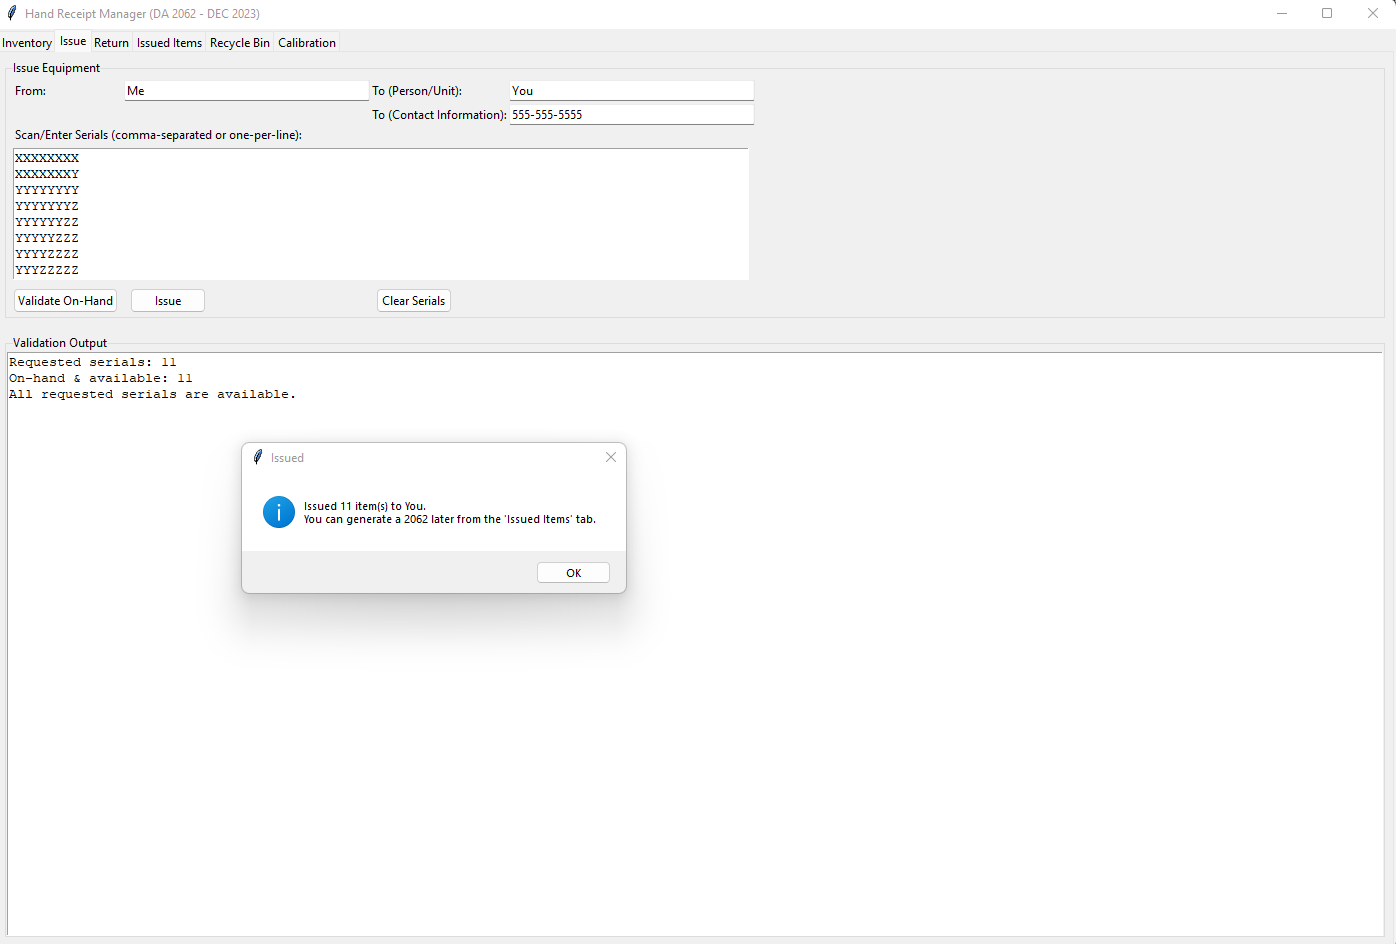 Hand Receipt Manager (DA 2062 - DEC 2023)
Inventory Issue Return Issued Items Recycle Bin Calibration
Issue Equipment
From: Me To (Person/Unit): You
To (Contact Information): 555-555-5555
Scan/Enter Serials (comma-separated or one-per-line):
XXXXXXXX
XXXXXXXY
YYYYYYYY
YYYYYYYZ
YYYYYYZZ
YYYYYZZZ
YYYYZZZZ
YYYZZZZZ
Validate On-Hand Issue Clear Serials
Validation Output
Requested serials: 11
On-hand & available: 11
All requested serials are available.
Issued
Issued 11 item(s) to You.
You can generate a 2062 later from the 'Issued Items' tab.
OK